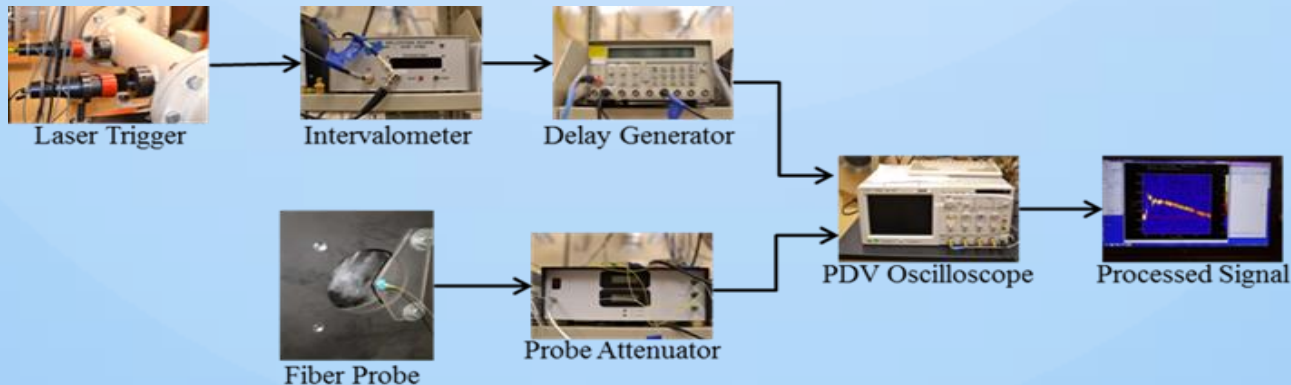 Laser Trigger
Intervalometer
Delay Generator
PDV Oscilloscope
Processed Signal
Probe Attenuator
Fiber Probe